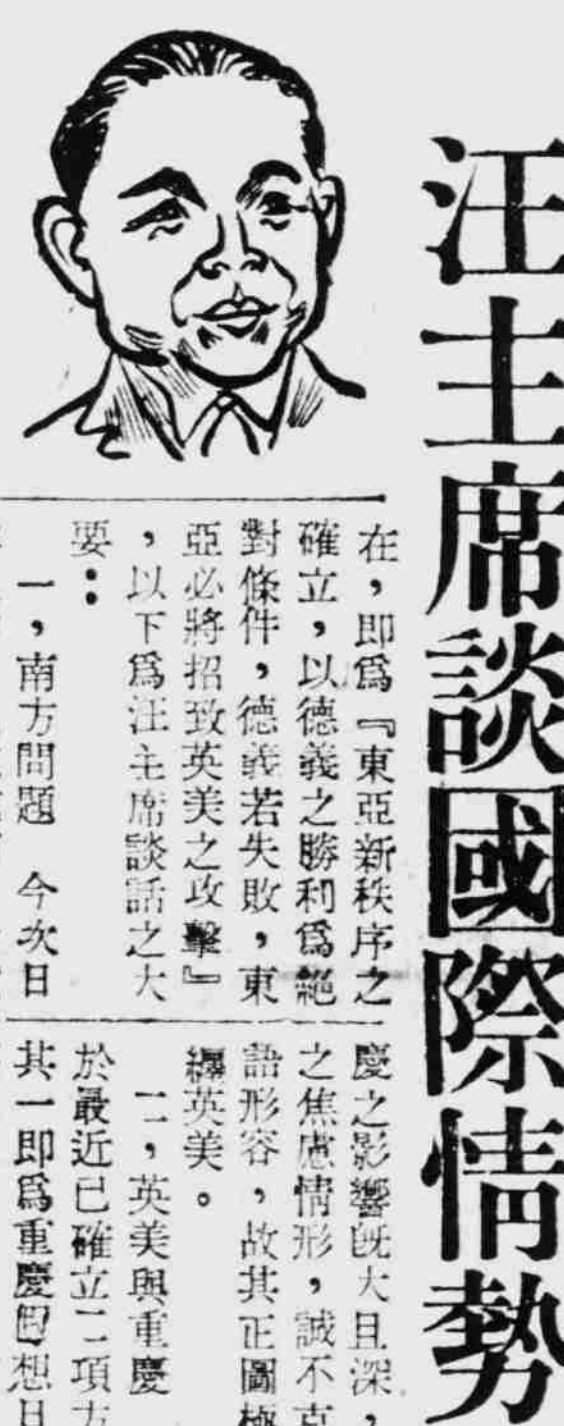 汪主席談國際情勢
在，即爲『東亞新秩序之
確立，以德義之勝利爲絕
對條件，德義若失敗，東
亞必將招致英美之攻擊』
，以下爲汪主席談話之大
要：
一，南方問題　今次日
慶之影響旣大且深，
之焦慮情形，誠不克
語形容，故其正圖極
英美。
二，英美與重慶
於最近已確立二項方
其一即爲重慶想日